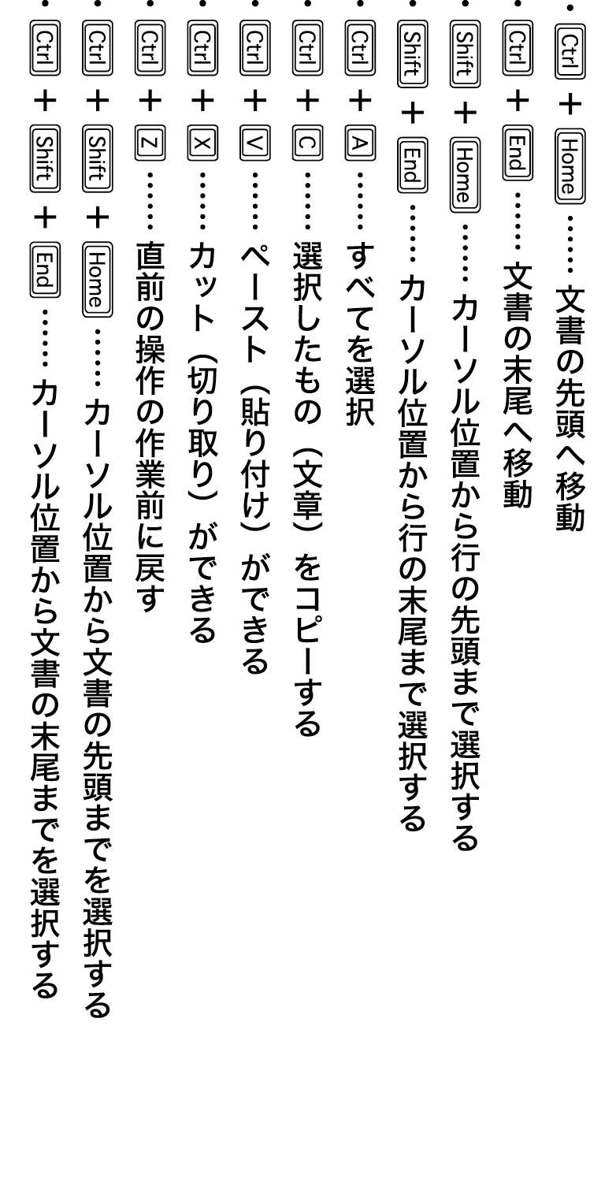 ・Ctrl+Home……文書の先頭へ移動
・Ctrl+End……文書の末尾へ移動
・Shift+Home……カーソル位置から行の先頭まで選択する
・Shift+End……カーソル位置から行の末尾まで選択する
・Ctrl+A……すべてを選択
・Ctrl+C……選択したもの（文章）をコピーする
・Ctrl+V……ペースト（貼り付け）ができる
・Ctrl+X……カット（切り取り）ができる
・Ctrl+Z……直前の操作の作業前に戻す
・Ctrl+Shift+Home……カーソル位置から文書の先頭までを選択する
・Ctrl+Shift+End……カーソル位置から文書の末尾までを選択する